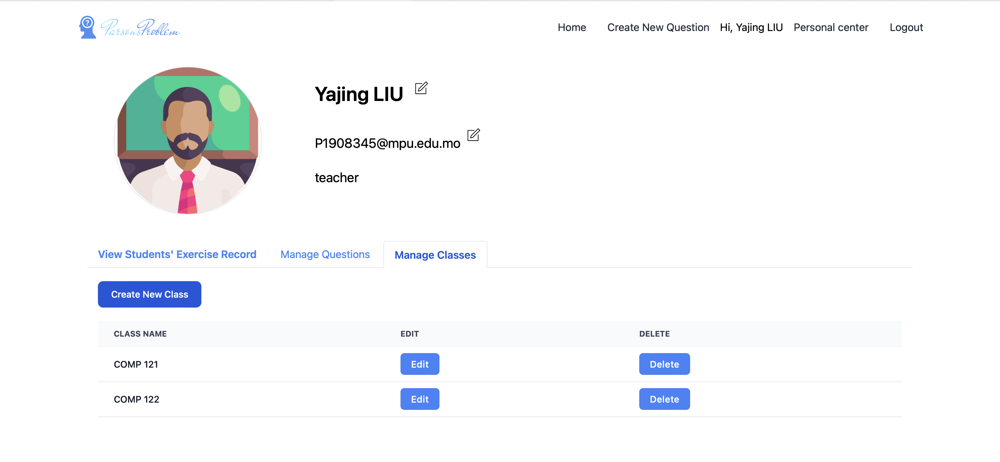 ? ParsonsProblem
Home Create New Question Hi, Yajing LIU Personal center Logout
Yajing LIU
P1908345@mpu.edu.mo
teacher
View Students' Exercise Record Manage Questions Manage Classes
Create New Class
CLASS NAME EDIT DELETE
COMP 121 Edit Delete
COMP 122 Edit Delete